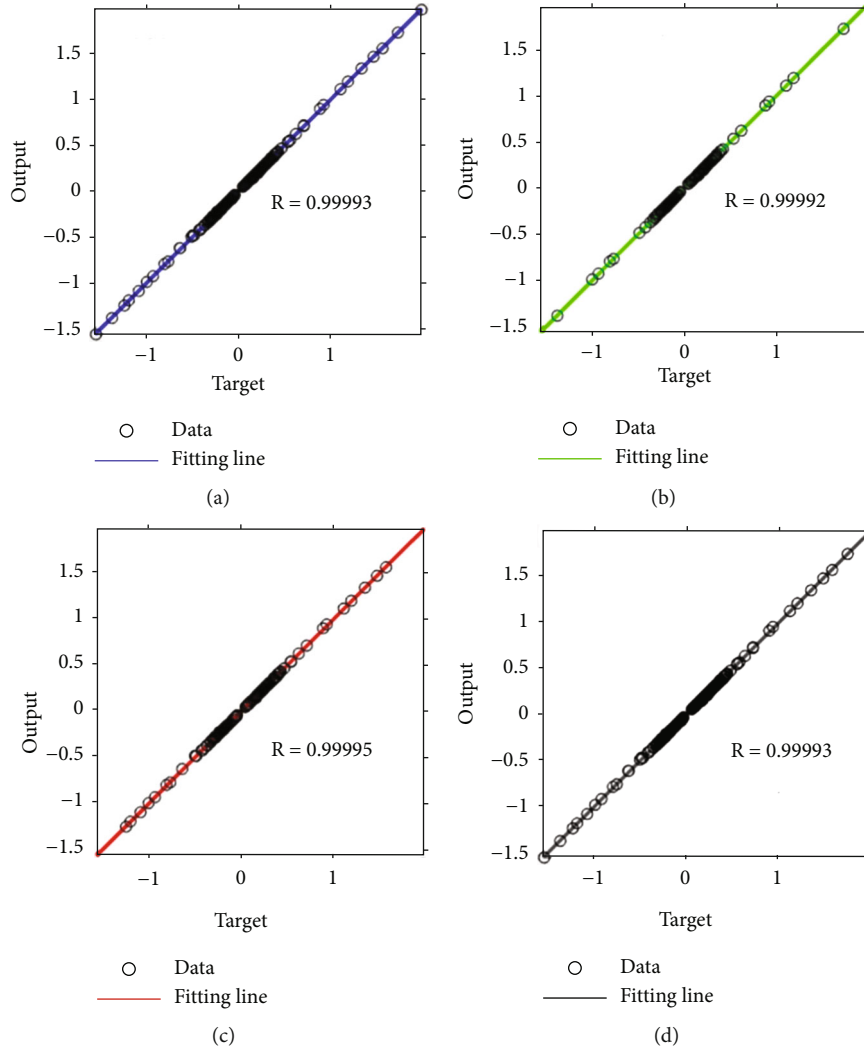 1.5
1
0.5
0
−0.5
−1
−1.5
Output
R = 0.99993
−1 0 1
Target
Data
Fitting line
(a)
1.5
1
0.5
0
−0.5
−1
−1.5
Output
R = 0.99992
−1 0 1
Target
Data
Fitting line
(b)
1.5
1
0.5
0
−0.5
−1
−1.5
Output
R = 0.99995
−1 0 1
Target
Data
Fitting line
(c)
1.5
1
0.5
0
−0.5
−1
−1.5
Output
R = 0.99993
−1 0 1
Target
Data
Fitting line
(d)